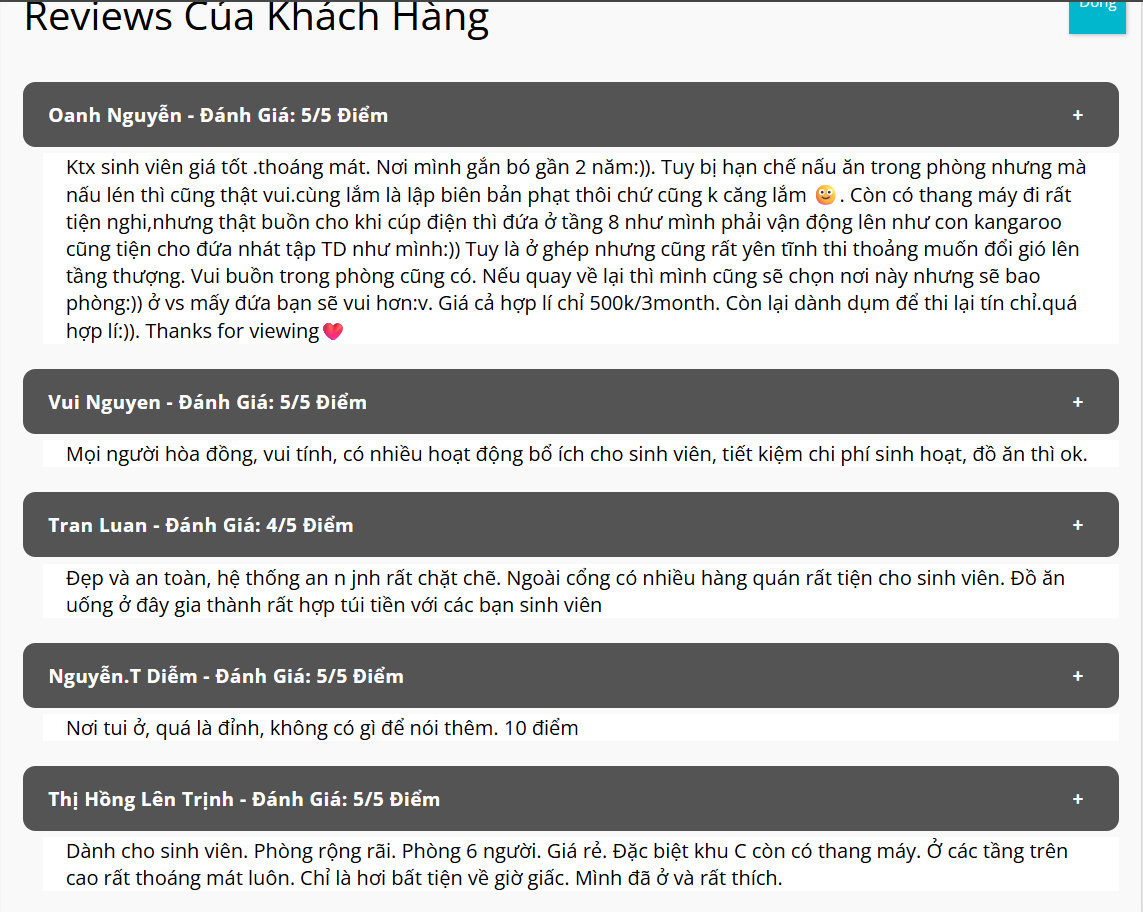 Reviews Của Khách Hàng
Đóng
Oanh Nguyễn - Đánh Giá: 5/5 Điểm
+
Ktx sinh viên giá tốt .thoáng mát. Nơi mình gắn bó gần 2 năm:)). Tuy bị hạn chế nấu ăn trong phòng nhưng mà
nấu lén thì cũng thật vui.cùng lắm là lập biên bản phạt thôi chứ cũng k căng lắm 🙂. Còn có thang máy đi rất
tiện nghi,nhưng thật buồn cho khi cúp điện thì đứa ở tầng 8 như mình phải vận động lên như con kangaroo
cũng tiện cho đứa nhát tập TD như mình:)) Tuy là ở ghép nhưng cũng rất yên tĩnh thi thoảng muốn đổi gió lên
tầng thượng. Vui buồn trong phòng cũng có. Nếu quay về lại thì mình cũng sẽ chọn nơi này nhưng sẽ bao
phòng:)) ở vs mấy đứa bạn sẽ vui hơn:v. Giá cả hợp lí chỉ 500k/3month. Còn lại dành dụm để thi lại tín chỉ.quá
hợp lí:)). Thanks for viewing❤️
Vui Nguyen - Đánh Giá: 5/5 Điểm
+
Mọi người hòa đồng, vui tính, có nhiều hoạt động bổ ích cho sinh viên, tiết kiệm chi phí sinh hoạt, đồ ăn thì ok.
Tran Luan - Đánh Giá: 4/5 Điểm
+
Đẹp và an toàn, hệ thống an n jnh rất chặt chẽ. Ngoài cổng có nhiều hàng quán rất tiện cho sinh viên. Đồ ăn
uống ở đây gia thành rất hợp túi tiền với các bạn sinh viên
Nguyễn.T Diễm - Đánh Giá: 5/5 Điểm
+
Nơi tui ở, quá là đỉnh, không có gì để nói thêm. 10 điểm
Thị Hồng Lên Trịnh - Đánh Giá: 5/5 Điểm
+
Dành cho sinh viên. Phòng rộng rãi. Phòng 6 người. Giá rẻ. Đặc biệt khu C còn có thang máy. Ở các tầng trên
cao rất thoáng mát luôn. Chỉ là hơi bất tiện về giờ giấc. Mình đã ở và rất thích.